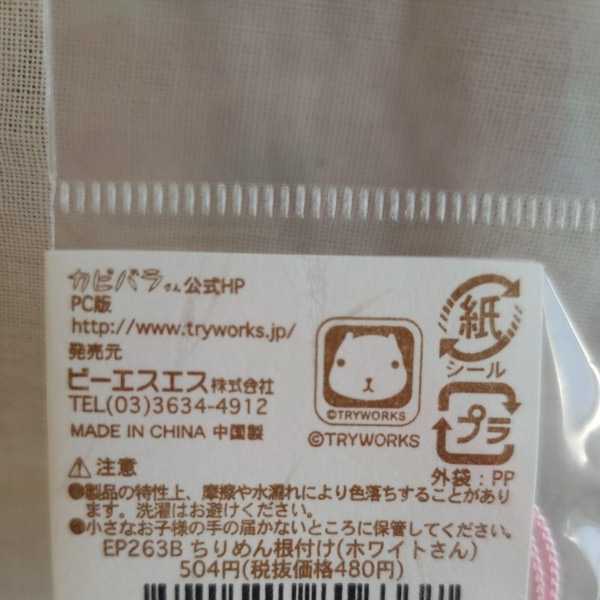 カピバラさん公式HP
PC版
http://www.tryworks.jp/
発売元
ビーエスエス株式会社
TEL(03)3634-4912
MADE IN CHINA 中国製
©TRYWORKS
©TRYWORKS
紙
シール
プラ
外袋:PP
⚠注意
●製品の特性上、摩擦や水濡れにより色落ちすることがあり
ます。洗濯はお避けください。
●小さなお子様の手の届かないところに保管してください。
EP263B ちりめん根付け(ホワイトさん)
504円(税抜価格480円)